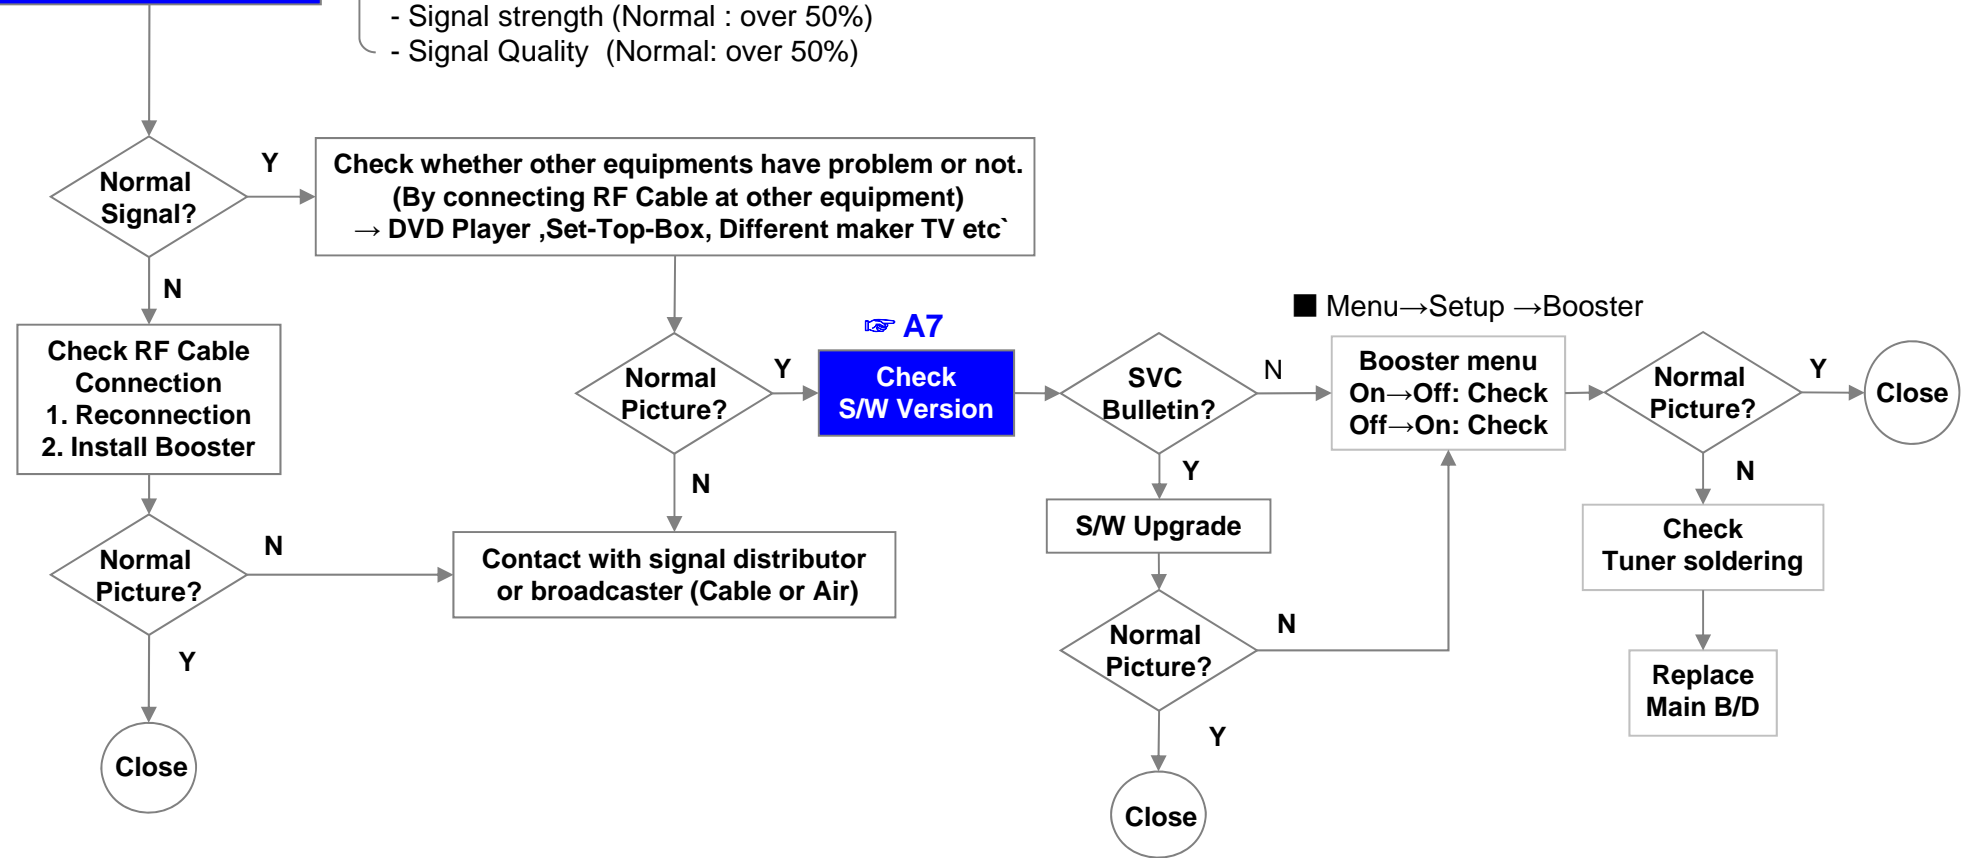 - Signal strength (Normal : over 50%)
- Signal Quality  (Normal: over 50%)
Normal
Signal?
Y
N
Check whether other equipments have problem or not.
(By connecting RF Cable at other equipment)
→ DVD Player ,Set-Top-Box, Different maker TV etc`
Check RF Cable
Connection
1. Reconnection
2. Install Booster
Normal
Picture?
N
Y
Close
Normal
Picture?
Y
N
Contact with signal distributor
or broadcaster (Cable or Air)
☞ A7
Check
S/W Version
SVC
Bulletin?
N
Y
S/W Upgrade
Normal
Picture?
N
Y
Close
■ Menu→Setup →Booster
Booster menu
On→Off: Check
Off→On: Check
Normal
Picture?
Y
Close
N
Check
Tuner soldering
Replace
Main B/D